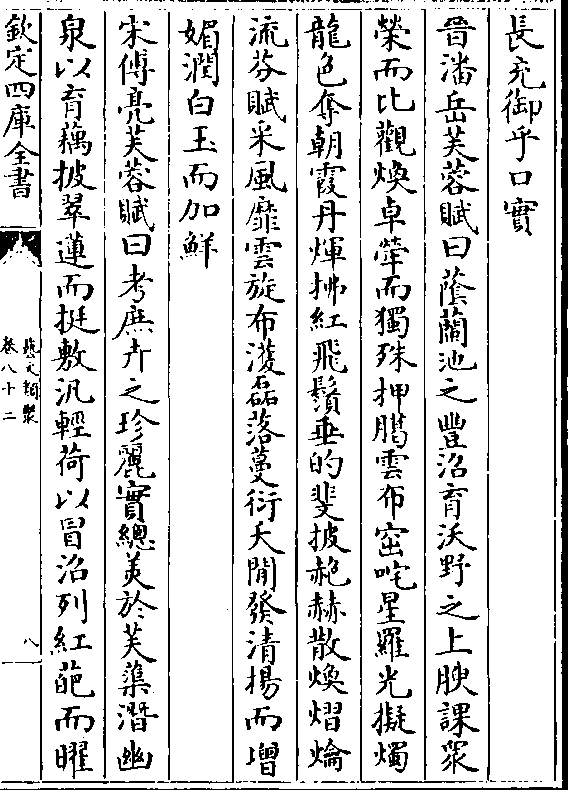 長充御乎口實
晉潘岳芙蓉賦曰蔭蘭池之豐沼育沃野之上腴課衆
榮而比觀煥卓犖而獨殊押獦雲布窋咤星羅光擬燭
龍色奪朝霞丹煇拂紅飛鬚垂的斐披赩赫散煥熠爚
流芬賦采風靡雲旋布濩磊落蔓衍夭閒發清揚而增
媚潤白玉而加鮮
宋傅亮芙蓉賦曰考庶卉之珍麗實總美於芙蕖潛幽
泉以育藕披翠蓮而挺敷汎輕荷以冒沼列紅葩而曜
欽定四庫全書
藝文類聚
卷八十二
八